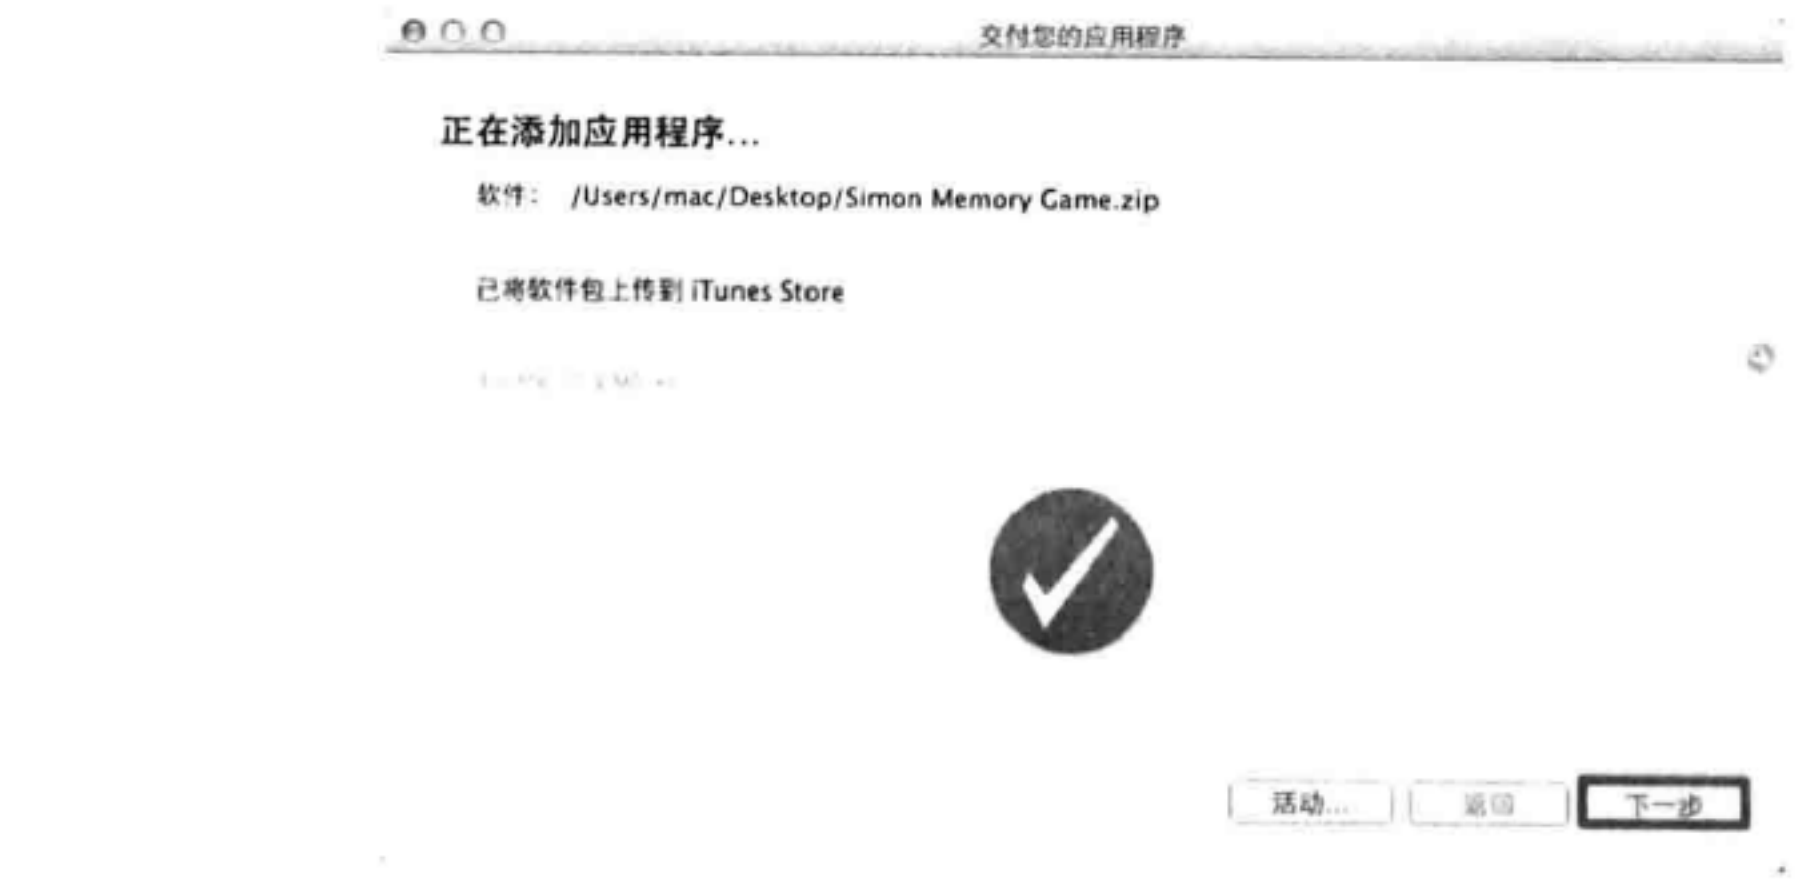 交付您的应用程序
正在添加应用程序...
软件： /Users/mac/Desktop/Simon Memory Game.zip
已将软件包上传到 iTunes Store
活动... 返回 下一步